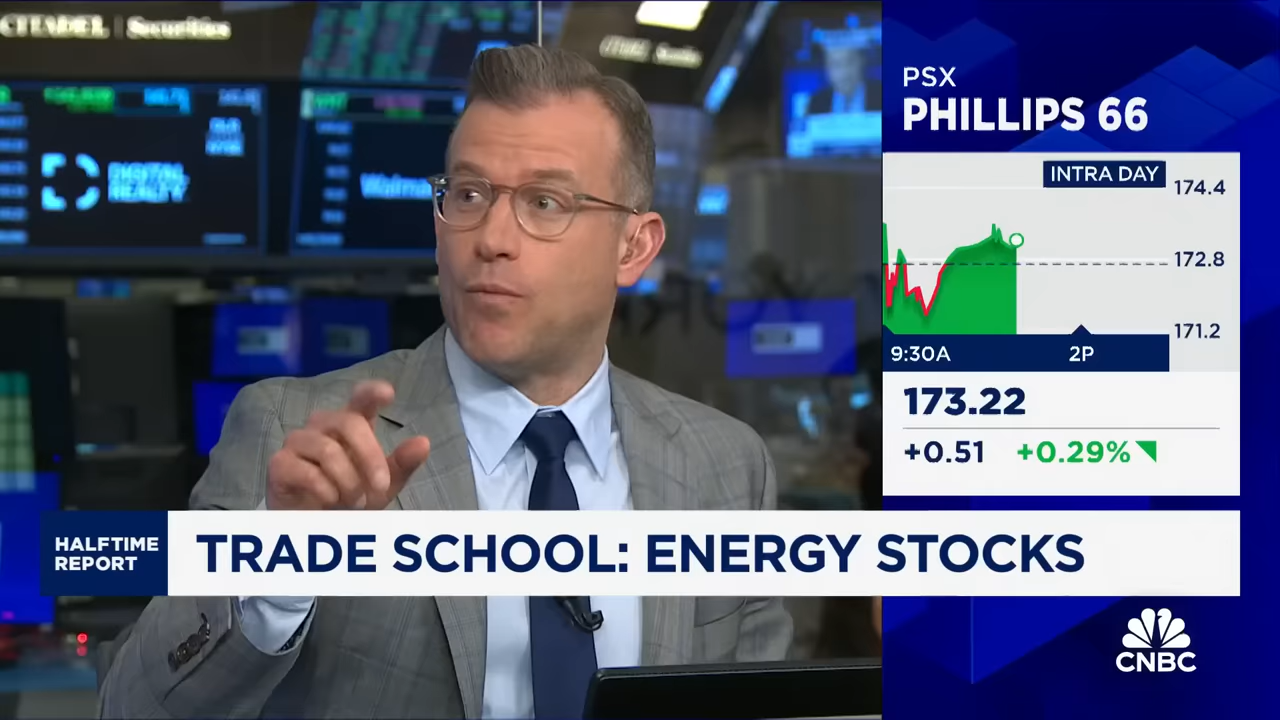 CITADEL | Securities
DIGITAL
REALTY
Walmar
PSX
PHILLIPS 66
INTRA DAY
174.4
172.8
171.2
9:30A
2P
173.22
+0.51
+0.29%
HALFTIME
REPORT
TRADE SCHOOL: ENERGY STOCKS
CNBC